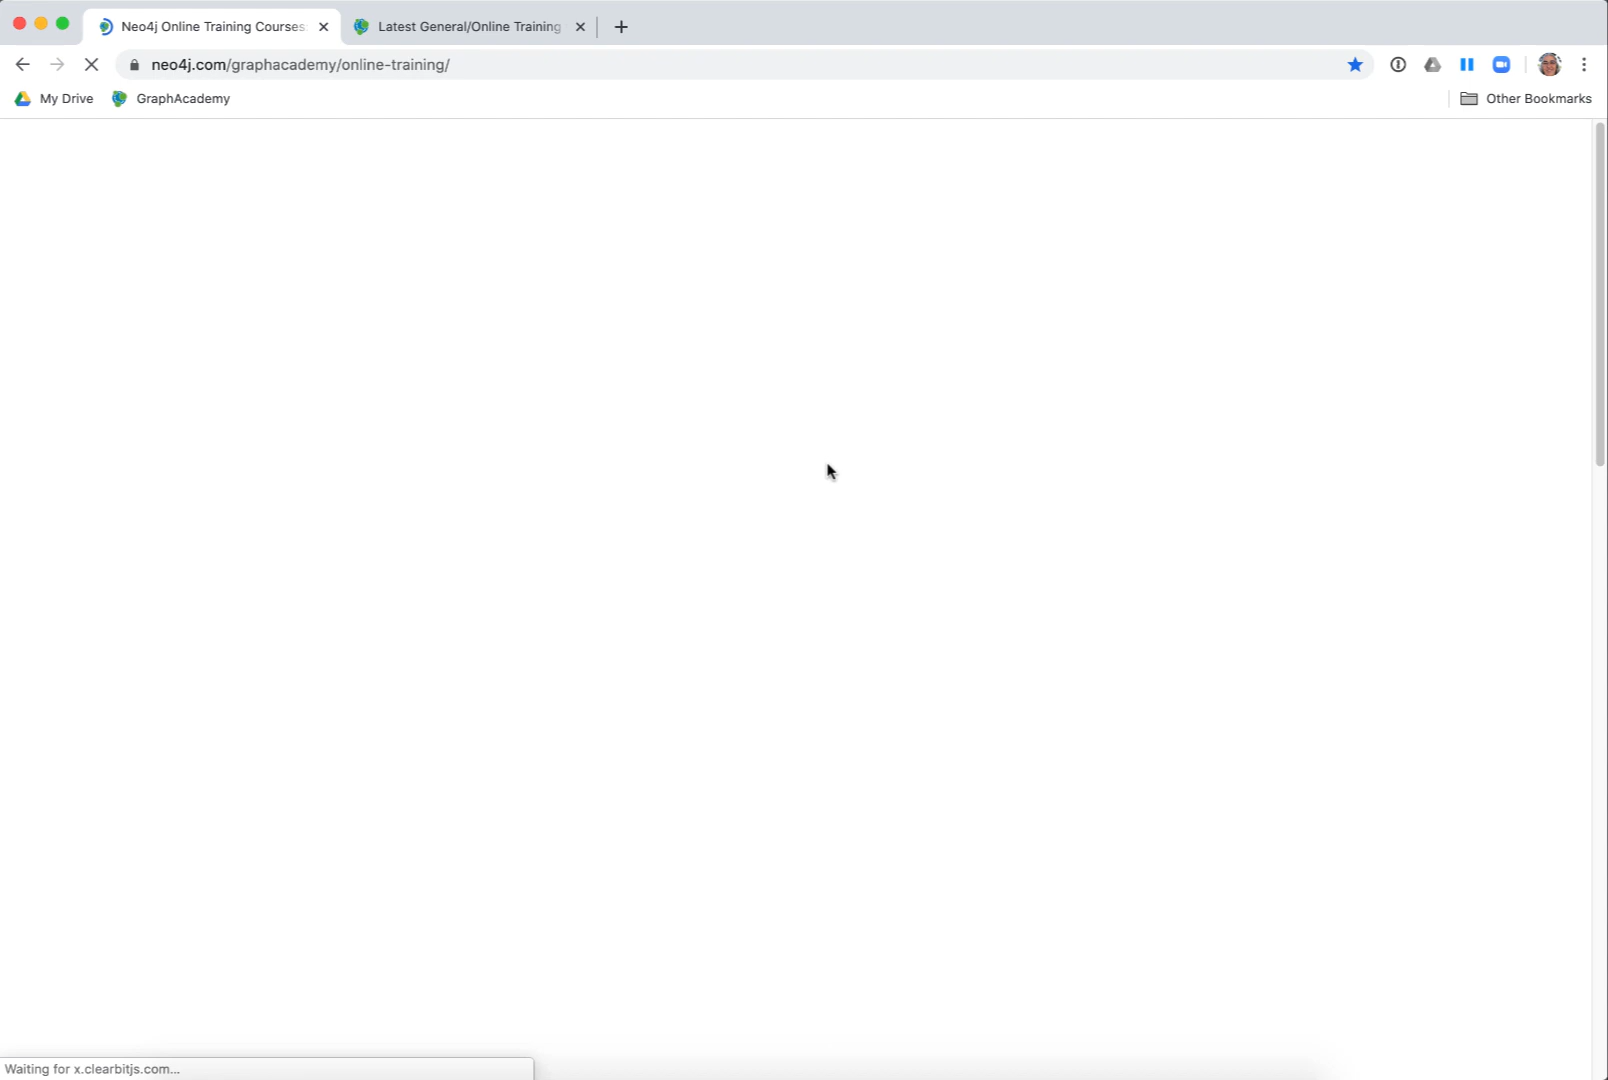 Neo4j Online Training Courses
Latest General/Online Training
neo4j.com/graphacademy/online-training/
My Drive
GraphAcademy
Other Bookmarks
Waiting for x.clearbitjs.com...